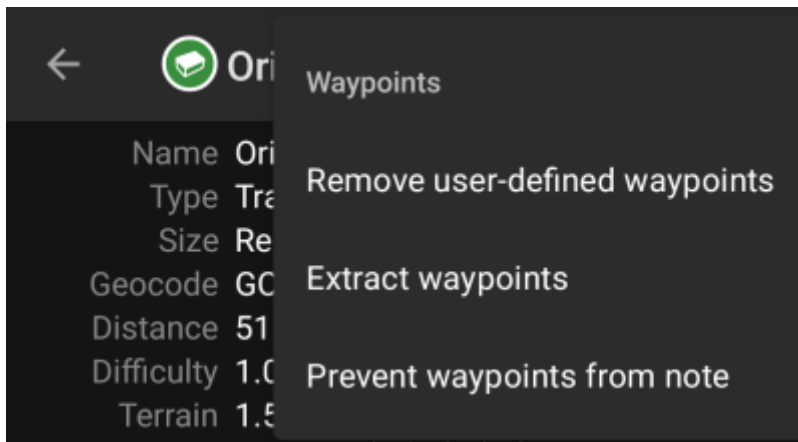 Ori
Waypoints
Name Ori
Remove user-defined waypoints
Type Tra
Size Re
Geocode GC
Extract waypoints
Distance 51
Difficulty 1.0
Prevent waypoints from note
Terrain 1.5